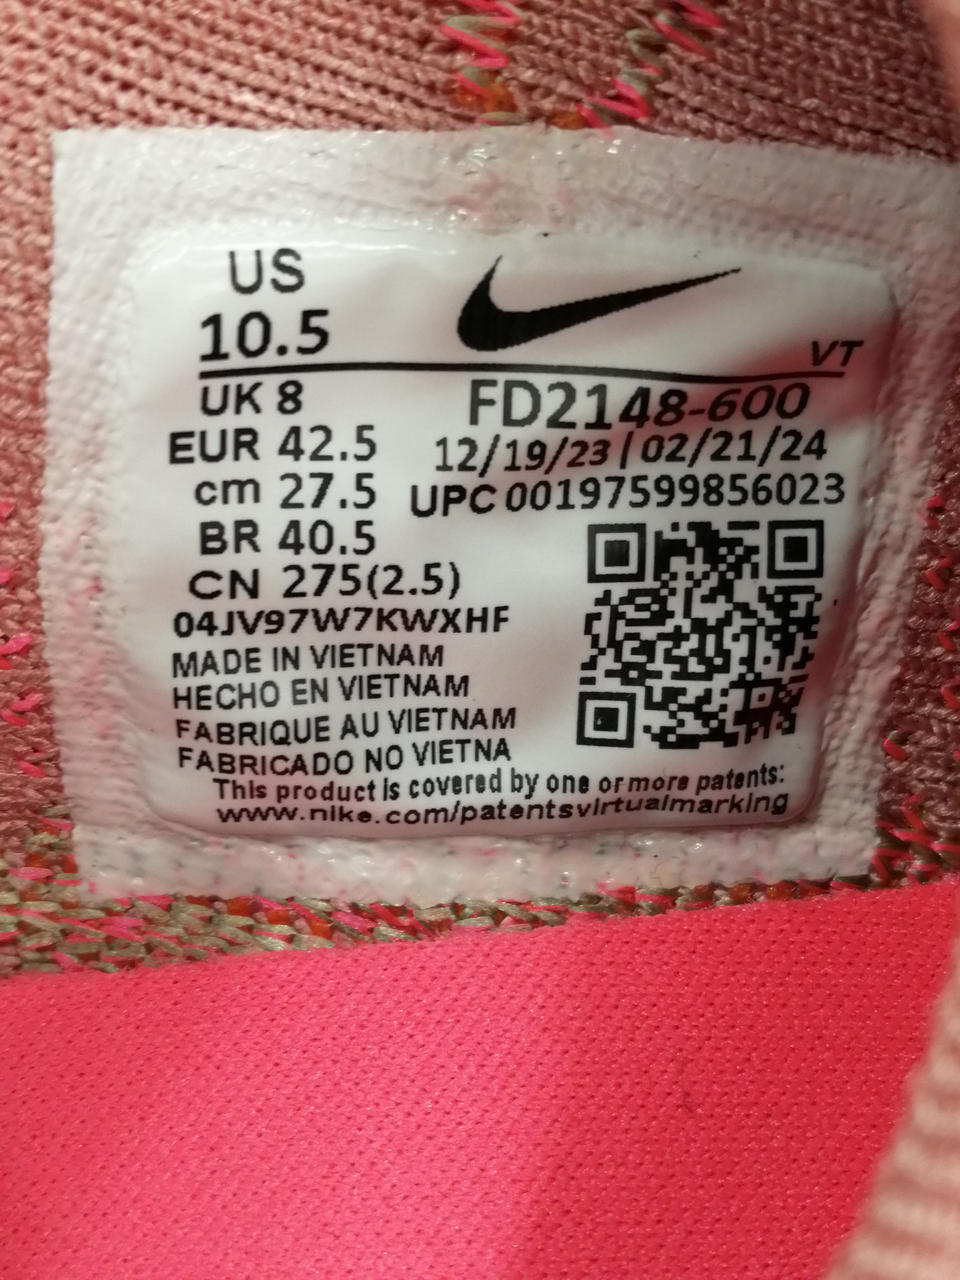 US
10.5
VT
UK 8
FD2148-600
EUR 42.5
12/19/23 | 02/21/24
cm 27.5
UPC 00197599856023
BR 40.5
CN 275(2.5)
04JV97W7KWXHF
MADE IN VIETNAM
HECHO EN VIETNAM
FABRIQUE AU VIETNAM
FABRICADO NO VIETNA
This product is covered by one or more patents:
www.nike.com/patentsvirtualmarking